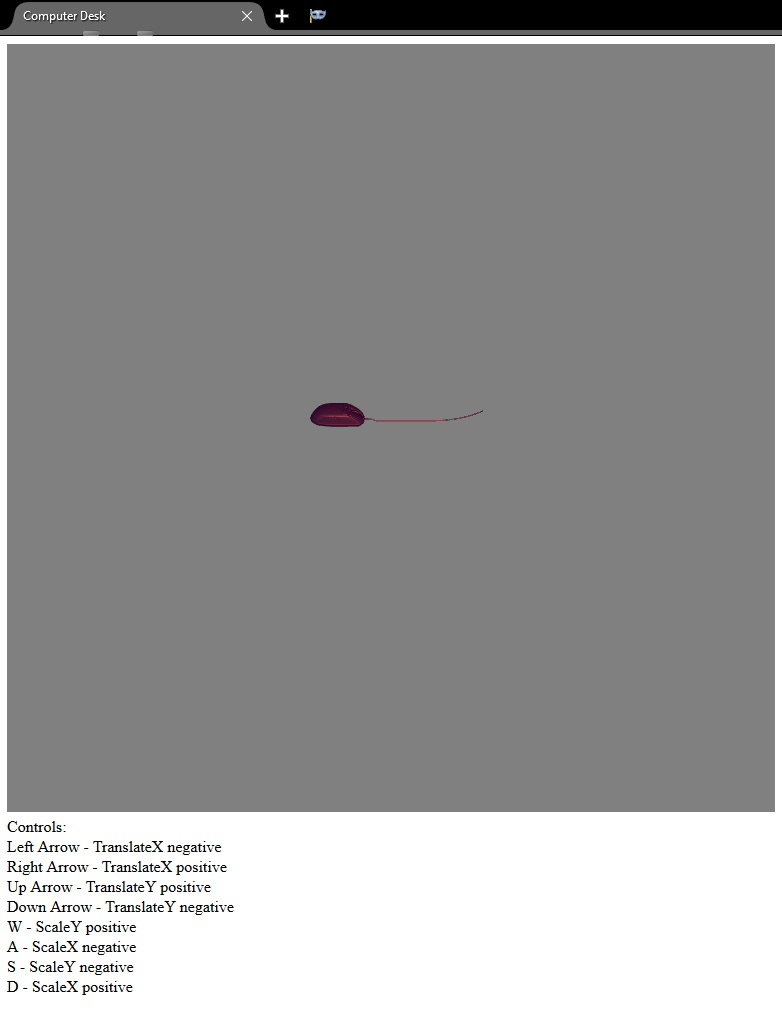 Computer Desk
Controls:
Left Arrow - TranslateX negative
Right Arrow - TranslateX positive
Up Arrow - TranslateY positive
Down Arrow - TranslateY negative
W - ScaleY positive
A - ScaleX negative
S - ScaleY negative
D - ScaleX positive